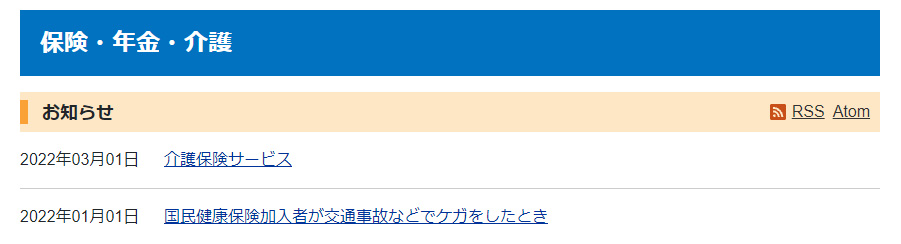 保険・年金・介護
お知らせ RSS Atom
2022年03月01日 介護保険サービス
2022年01月01日 国民健康保険加入者が交通事故などでケガをしたとき